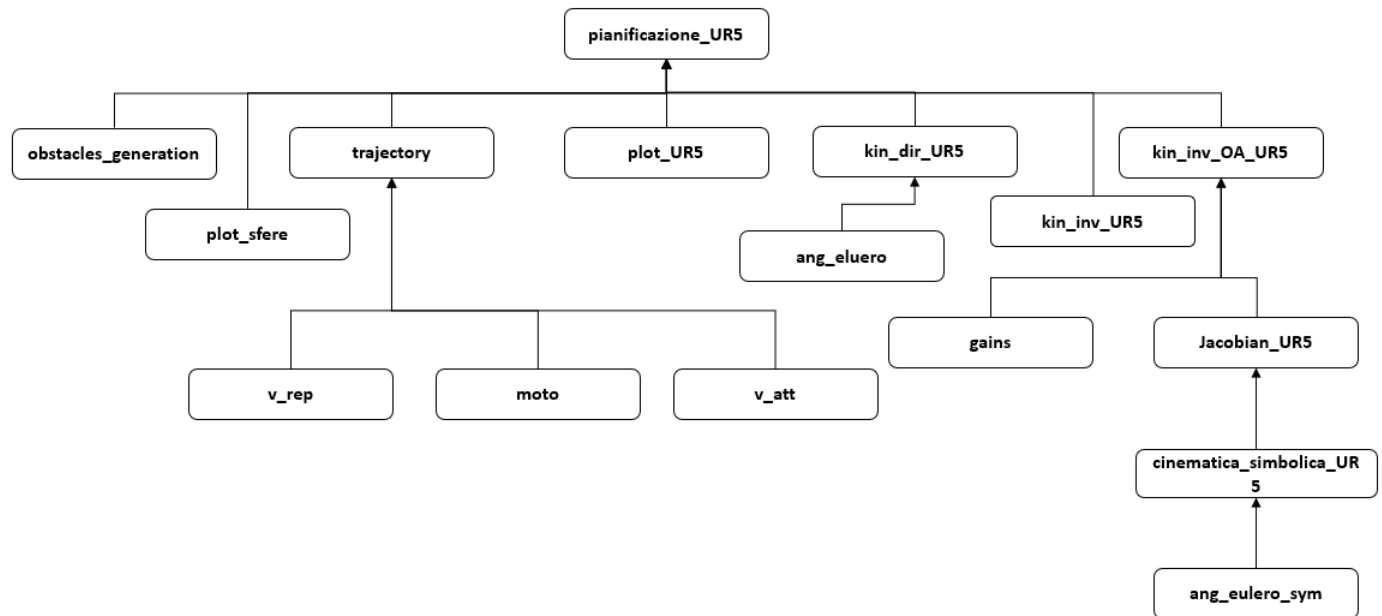 pianificazione_UR5
obstacles_generation
trajectory
plot_UR5
kin_dir_UR5
kin_inv_OA_UR5
plot_sfere
ang_eluero
kin_inv_UR5
gains
Jacobian_UR5
v_rep
moto
v_att
cinematica_simbolica_UR
5
ang_eulero_sym